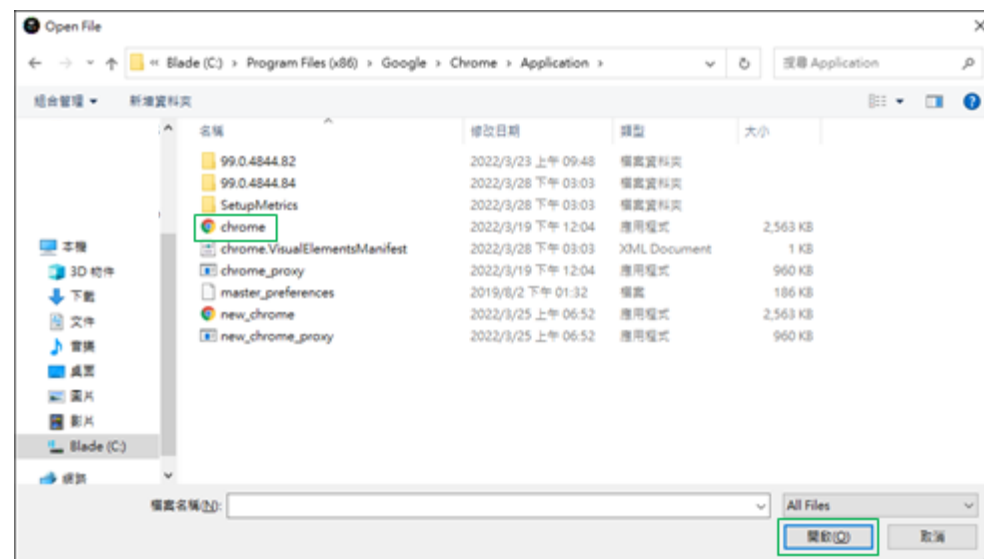 Open File
Blade (C:) › Program Files (x86) › Google › Chrome › Application ›
搜尋 Application
組合管理
新增資料夾
名稱 修改日期 類型 大小
99.0.4844.82 2022/3/23 上午 09:48 檔案資料夾
99.0.4844.84 2022/3/28 下午 03:03 檔案資料夾
SetupMetrics 2022/3/28 下午 03:03 檔案資料夾
chrome 2022/3/19 下午 12:04 應用程式 2,563 KB
chrome.VisualElementsManifest 2022/3/28 下午 03:03 XML Document 1 KB
chrome_proxy 2022/3/19 下午 12:04 應用程式 960 KB
master_preferences 2019/8/2 下午 01:32 檔案 186 KB
new_chrome 2022/3/25 上午 06:52 應用程式 2,563 KB
new_chrome_proxy 2022/3/25 上午 06:52 應用程式 960 KB
本機
3D 物件
下載
文件
音樂
桌面
圖片
影片
Blade (C:)
網路
檔案名稱(N):
All Files
開啟(O)
取消